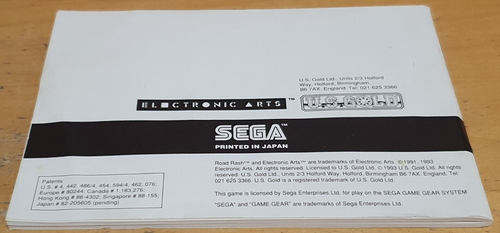 U.S. Gold Ltd., Units 2/3 Holford
Way, Holford, Birmingham
B6 7AX. England. Tel: 021 625 3366
ELECTRONIC ARTS™
U.S. GOLD
SEGA™
PRINTED IN JAPAN
Road Rash™ and Electronic Arts™ are trademarks of Electronic Arts. ©1991, 1993
Electronic Arts. All rights reserved. Licensed to U.S. Gold Ltd. ©1993 U.S. Gold Ltd. All rights
reserved. U.S. Gold Ltd., Units 2/3 Holford Way, Holford, Birmingham B6 7AX England. Tel:
021 625 3366. U.S. Gold is a registered trademark of U.S. Gold Ltd.
This game is licensed by Sega Enterprises Ltd. for play on the SEGA GAME GEAR SYSTEM
"SEGA" and "GAME GEAR" are trademarks of Sega Enterprises Ltd.
Patents:
U.S. # 4, 442, 486/4, 454, 594/4, 462, 076;
Europe # 80244; Canada # 1,183,276;
Hong Kong # 88-4302; Singapore # 88-155,
Japan # 82-205605 (pending)